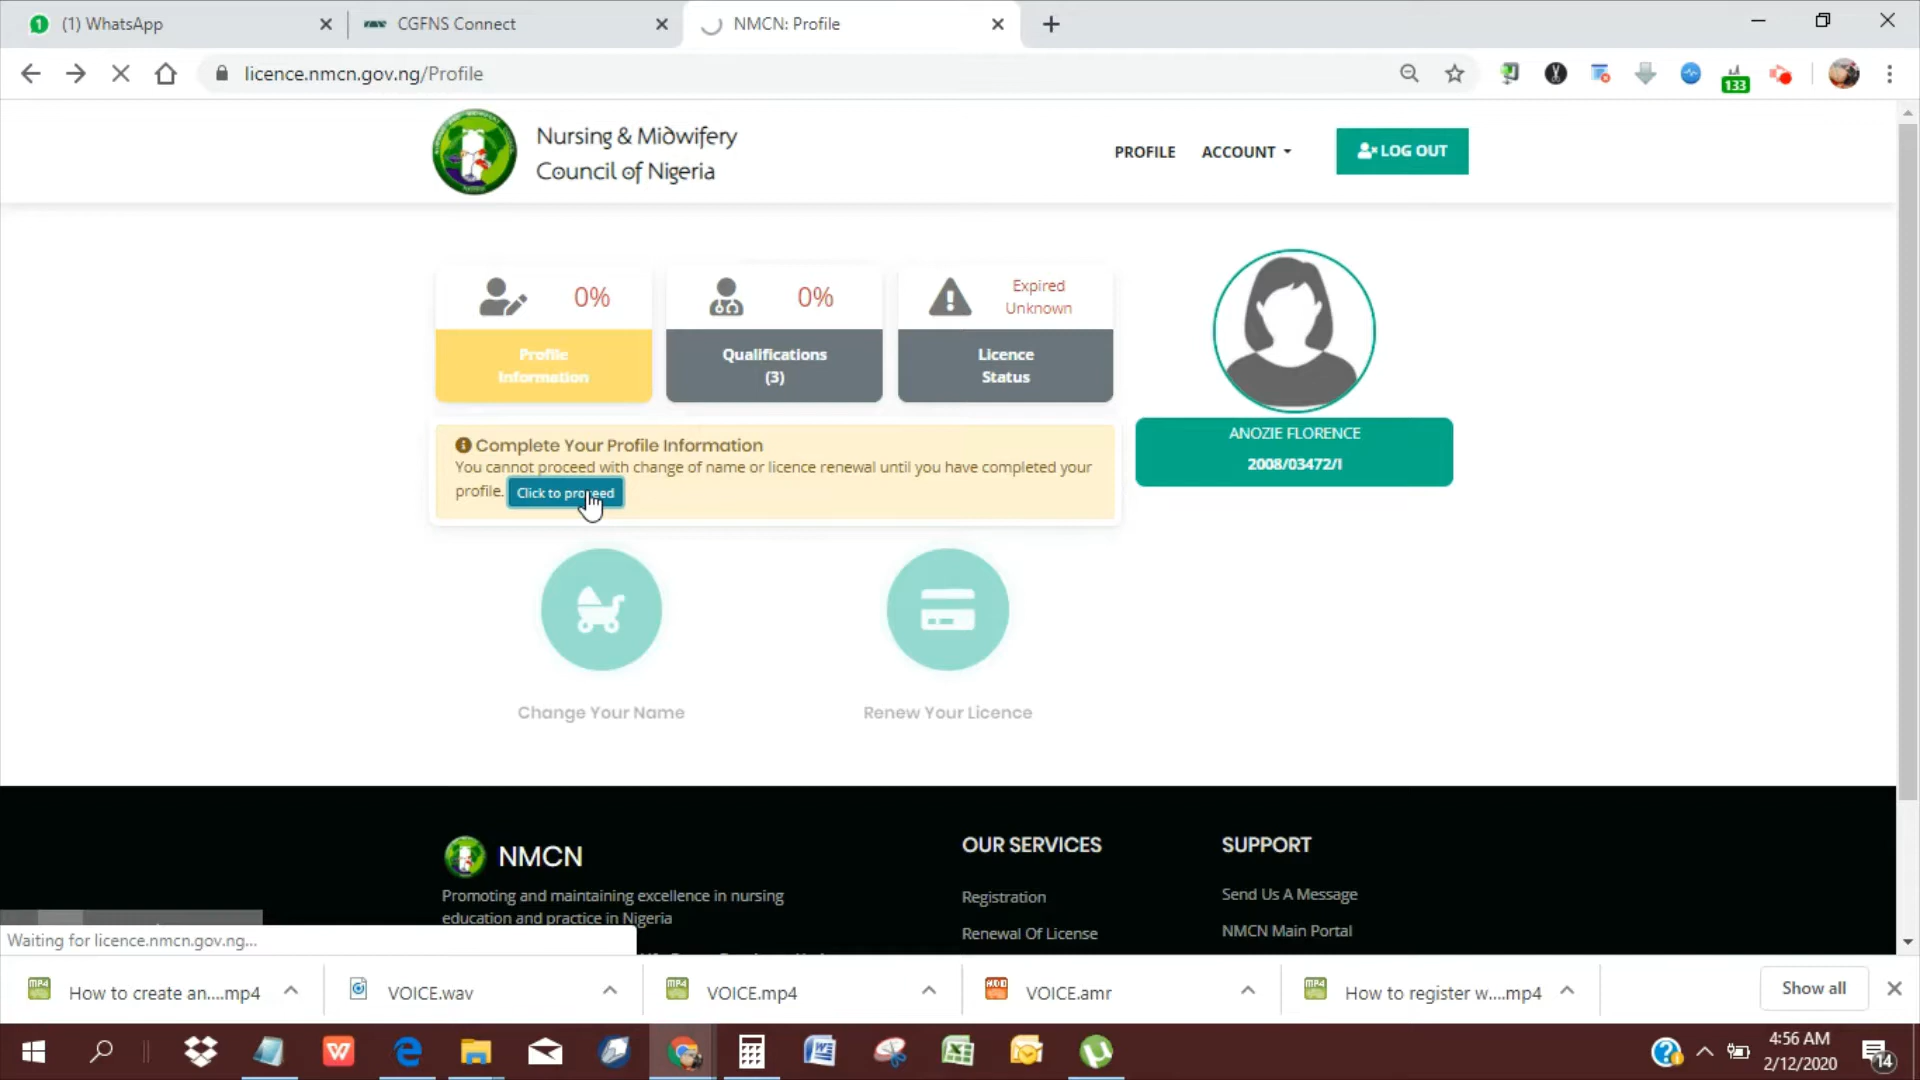 (1) WhatsApp
CGFNS Connect
NMCN: Profile
licence.nmcn.gov.ng/Profile
133
Nursing & Midwifery
Council of Nigeria
PROFILE
ACCOUNT
LOG OUT
0%
Profile
Information
0%
Qualifications
(3)
Expired
Unknown
Licence
Status
Complete Your Profile Information
You cannot proceed with change of name or licence renewal until you have completed your
profile. Click to proceed
ANOZIE FLORENCE
2008/03472/I
Change Your Name
Renew Your Licence
NMCN
Promoting and maintaining excellence in nursing
education and practice in Nigeria
OUR SERVICES
Registration
Renewal Of License
SUPPORT
Send Us A Message
NMCN Main Portal
Waiting for licence.nmcn.gov.ng...
How to create an....mp4
VOICE.wav
VOICE.mp4
VOICE.amr
How to register w....mp4
Show all
4:56 AM
2/12/2020
14